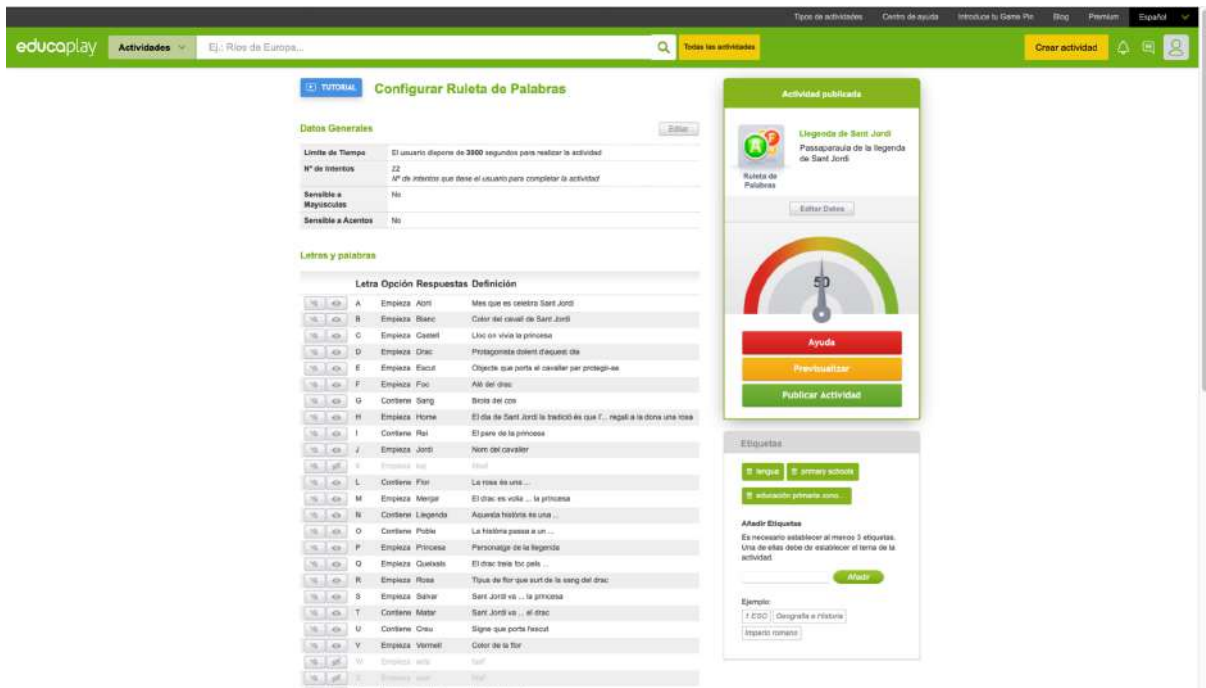 Tipos de actividades Centro de ayuda Introduce tu Game Pin Blog Premium Español
educaplay Actividades Ej.: Ríos de Europa... Todas las actividades Crear actividad
TUTORIAL Configurar Ruleta de Palabras
Datos Generales Editar
Límite de Tiempo El usuario dispone de 3600 segundos para realizar la actividad
Nº de Intentos 22
Nº de intentos que tiene el usuario para completar la actividad
Sensible a Mayúsculas No
Sensible a Acentos No
Letras y palabras
Letra Opción Respuestas Definición
A Empieza Abril Mes que es celebra Sant Jordi
B Empieza Blanc Color del cavall de Sant Jordi
C Empieza Castell Lloc on vivia la princesa
D Empieza Drac Protagonista dolent d'aquest dia
E Empieza Escut Objecte que porta el cavaller per protegir-se
F Empieza Foc Alè del drac
G Contiene Sang Brota del cos
H Empieza Home El dia de Sant Jordi la tradició és que l'... regali a la dona una rosa
I Contiene Rei El pare de la princesa
J Empieza Jordi Nom del cavaller
K Empieza
L Contiene Flor La rosa és una ...
M Empieza Menjar El drac es volia ... la princesa
N Contiene Llegenda Aquesta història és una ...
O Contiene Poble La història passa a un ...
P Empieza Princesa Personatge de la llegenda
Q Empieza Queixals El drac treia foc pels ...
R Empieza Rosa Tipus de flor que surt de la sang del drac
S Empieza Salvar Sant Jordi va ... la princesa
T Contiene Matar Sant Jordi va ... el drac
U Contiene Creu Signe que porta l'escut
V Empieza Vermell Color de la flor
W Empieza
X Empieza
Actividad publicada
Llegenda de Sant Jordi
Passaparaula de la llegenda
de Sant Jordi
Ruleta de
Palabras
Editar Datos
50
Ayuda
Previsualizar
Publicar Actividad
Etiquetas
lengua primary schools
educación primaria cono...
Añadir Etiquetas
Es necesario establecer al menos 3 etiquetas.
Una de ellas debe de establecer el tema de la
actividad.
Añadir
Ejemplo:
1 ESO Geografía e Historia
Imperio romano